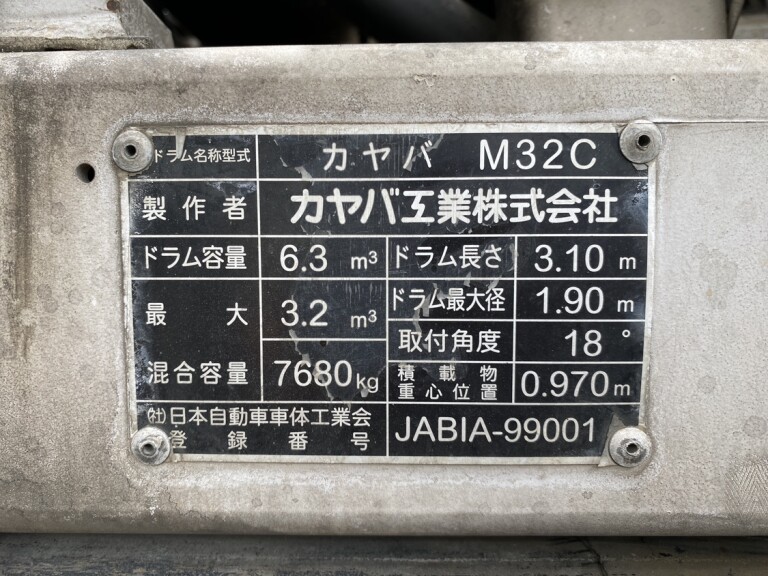 ドラム名称型式 カヤバ M32C
製作者 カヤバ工業株式会社
ドラム容量 6.3 m³ ドラム長さ 3.10 m
最大 3.2 m³ ドラム最大径 1.90 m
取付角度 18 °
混合容量 7680 kg 積載物重心位置 0.970 m
㈳日本自動車車体工業会
登録番号 JABIA-99001